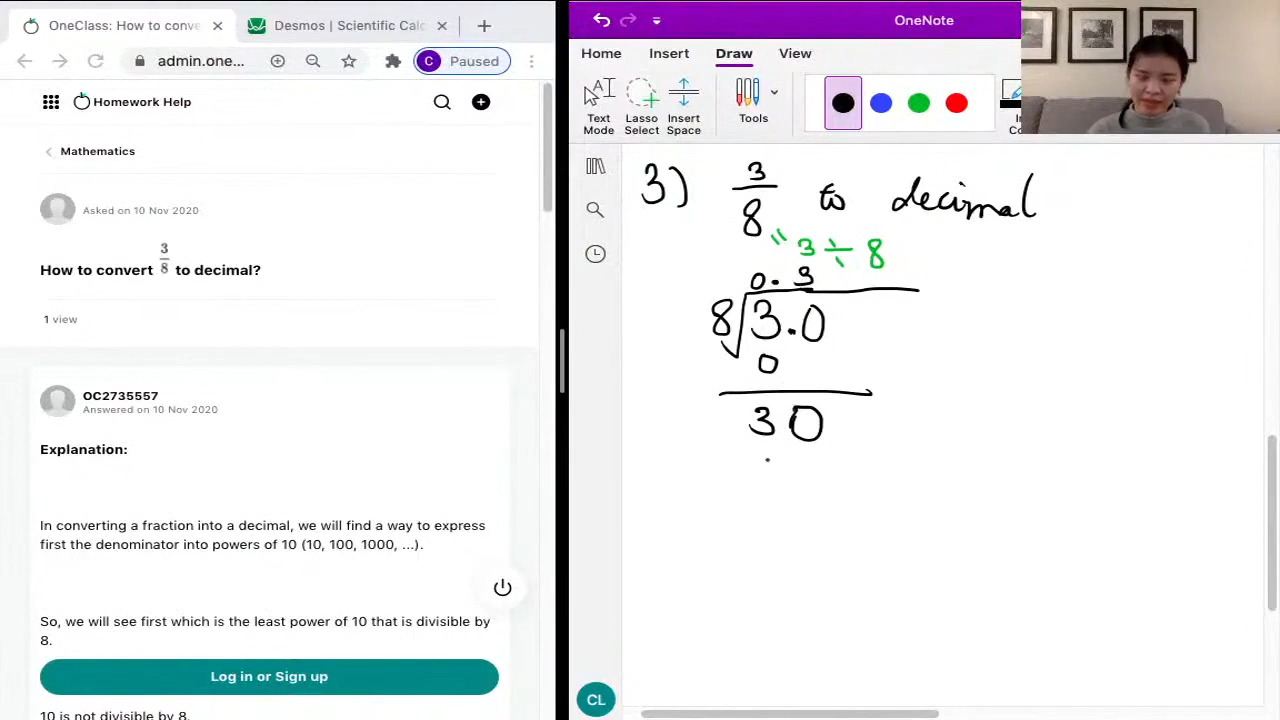 OneClass: How to conve
Desmos | Scientific Calc
admin.one...
C Paused
Homework Help
Mathematics
Asked on 10 Nov 2020
How to convert 3/8 to decimal?
1 view
OC2735557
Answered on 10 Nov 2020
Explanation:
In converting a fraction into a decimal, we will find a way to express
first the denominator into powers of 10 (10, 100, 1000, ...).
So, we will see first which is the least power of 10 that is divisible by
8.
Log in or Sign up
10 is not divisible by 8.
OneNote
Home Insert Draw View
Text Mode
Lasso Select
Insert Space
Tools
CL
3) 3/8 to decimal
" 3 ÷ 8
0.3
8 3.0
0
30